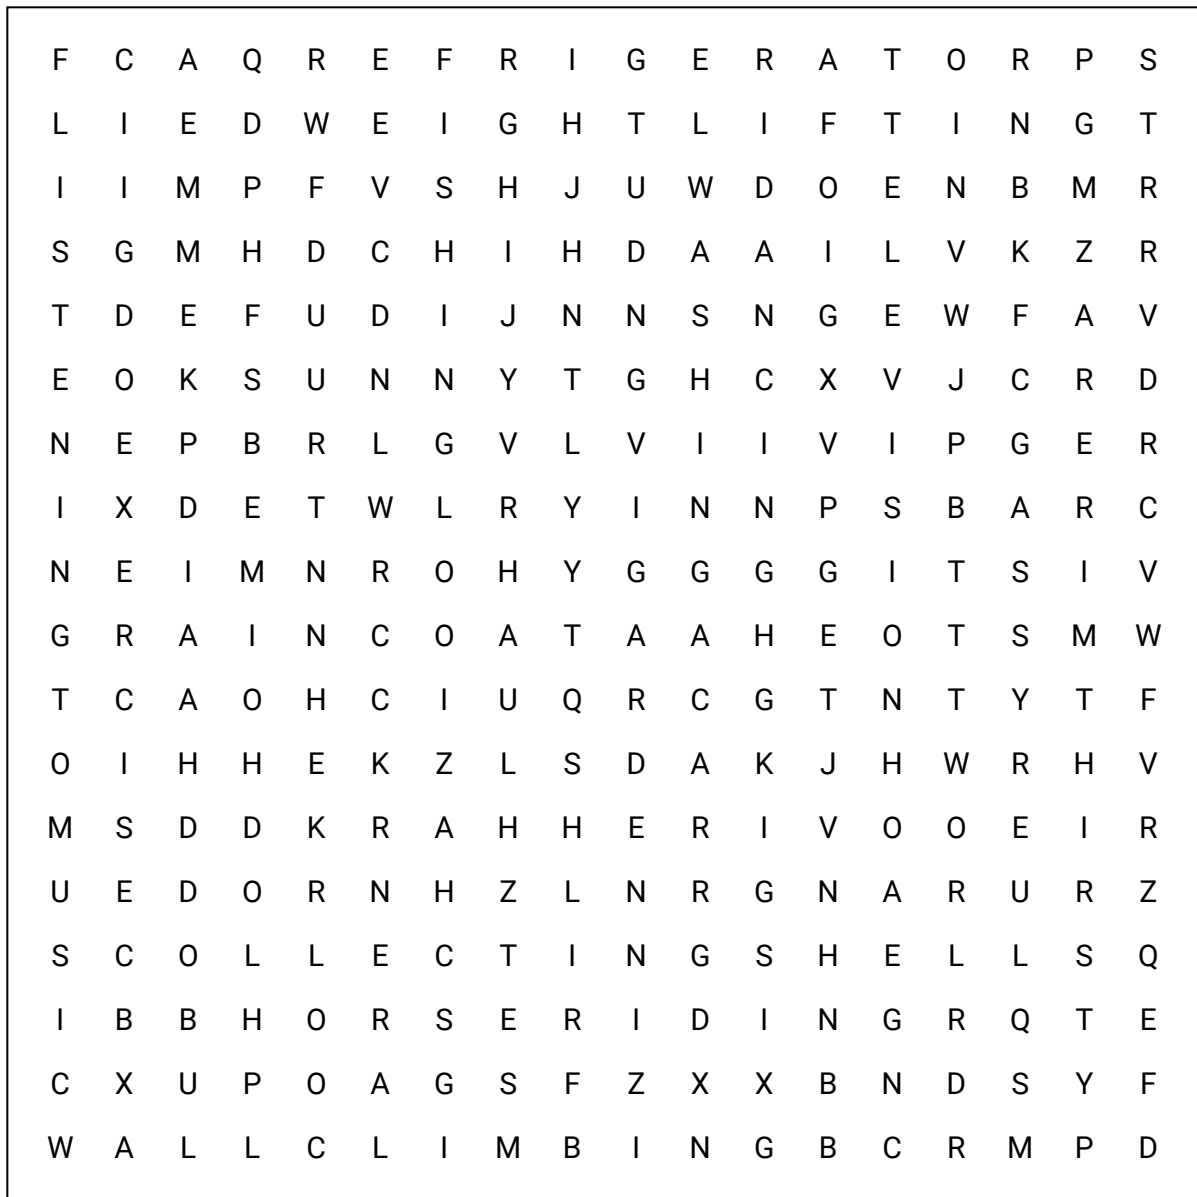 F C A Q R E F R I G E R A T O R P S
L I E D W E I G H T L I F T I N G T
I I M P F V S H J U W D O E N B M R
S G M H D C H I H D A A I L V K Z R
T D E F U D I J N N S N G E W F A V
E O K S U N N Y T G H C X V J C R D
N E P B R L G V L V I I V I P G E R
I X D E T W L R Y I N N P S B A R C
N E I M N R O H Y G G G G I T S I V
G R A I N C O A T A A H E O T S M W
T C A O H C I U Q R C G T N T Y T F
O I H H E K Z L S D A K J H W R H V
M S D D K R A H H E R I V O O E I R
U E D O R N H Z L N R G N A R U R Z
S C O L L E C T I N G S H E L L S Q
I B B H O R S E R I D I N G R Q T E
C X U P O A G S F Z X X B N D S Y F
W A L L C L I M B I N G B C R M P D